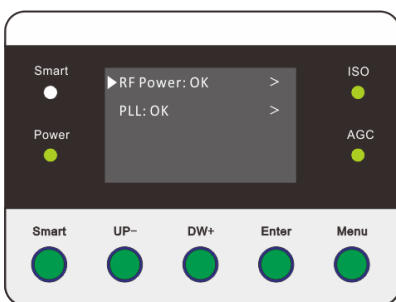 Smart
ISO
▶RF Power: OK >
PLL: OK >
Power
AGC
Smart UP- DW+ Enter Menu